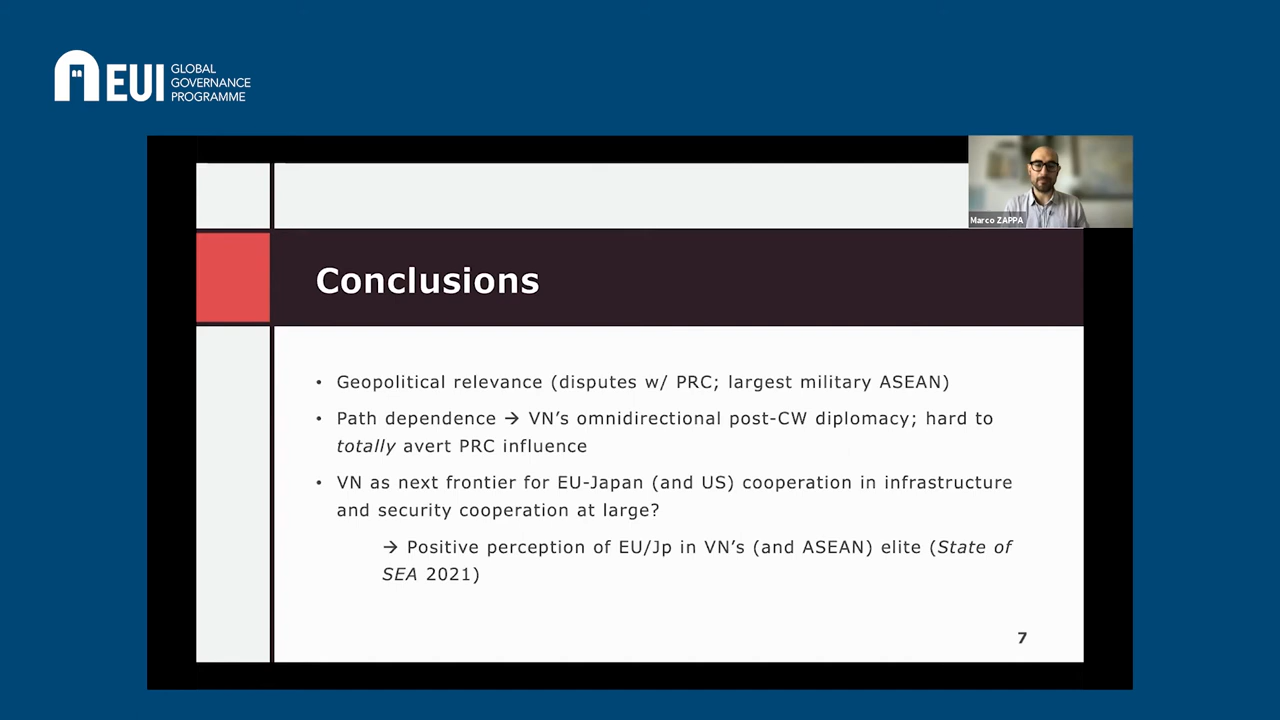 EUI GLOBAL
GOVERNANCE
PROGRAMME
Marco ZAPPA
Conclusions
• Geopolitical relevance (disputes w/ PRC; largest military ASEAN)
• Path dependence → VN’s omnidirectional post-CW diplomacy; hard to
totally avert PRC influence
• VN as next frontier for EU-Japan (and US) cooperation in infrastructure
and security cooperation at large?
→ Positive perception of EU/Jp in VN’s (and ASEAN) elite (State of
SEA 2021)
7